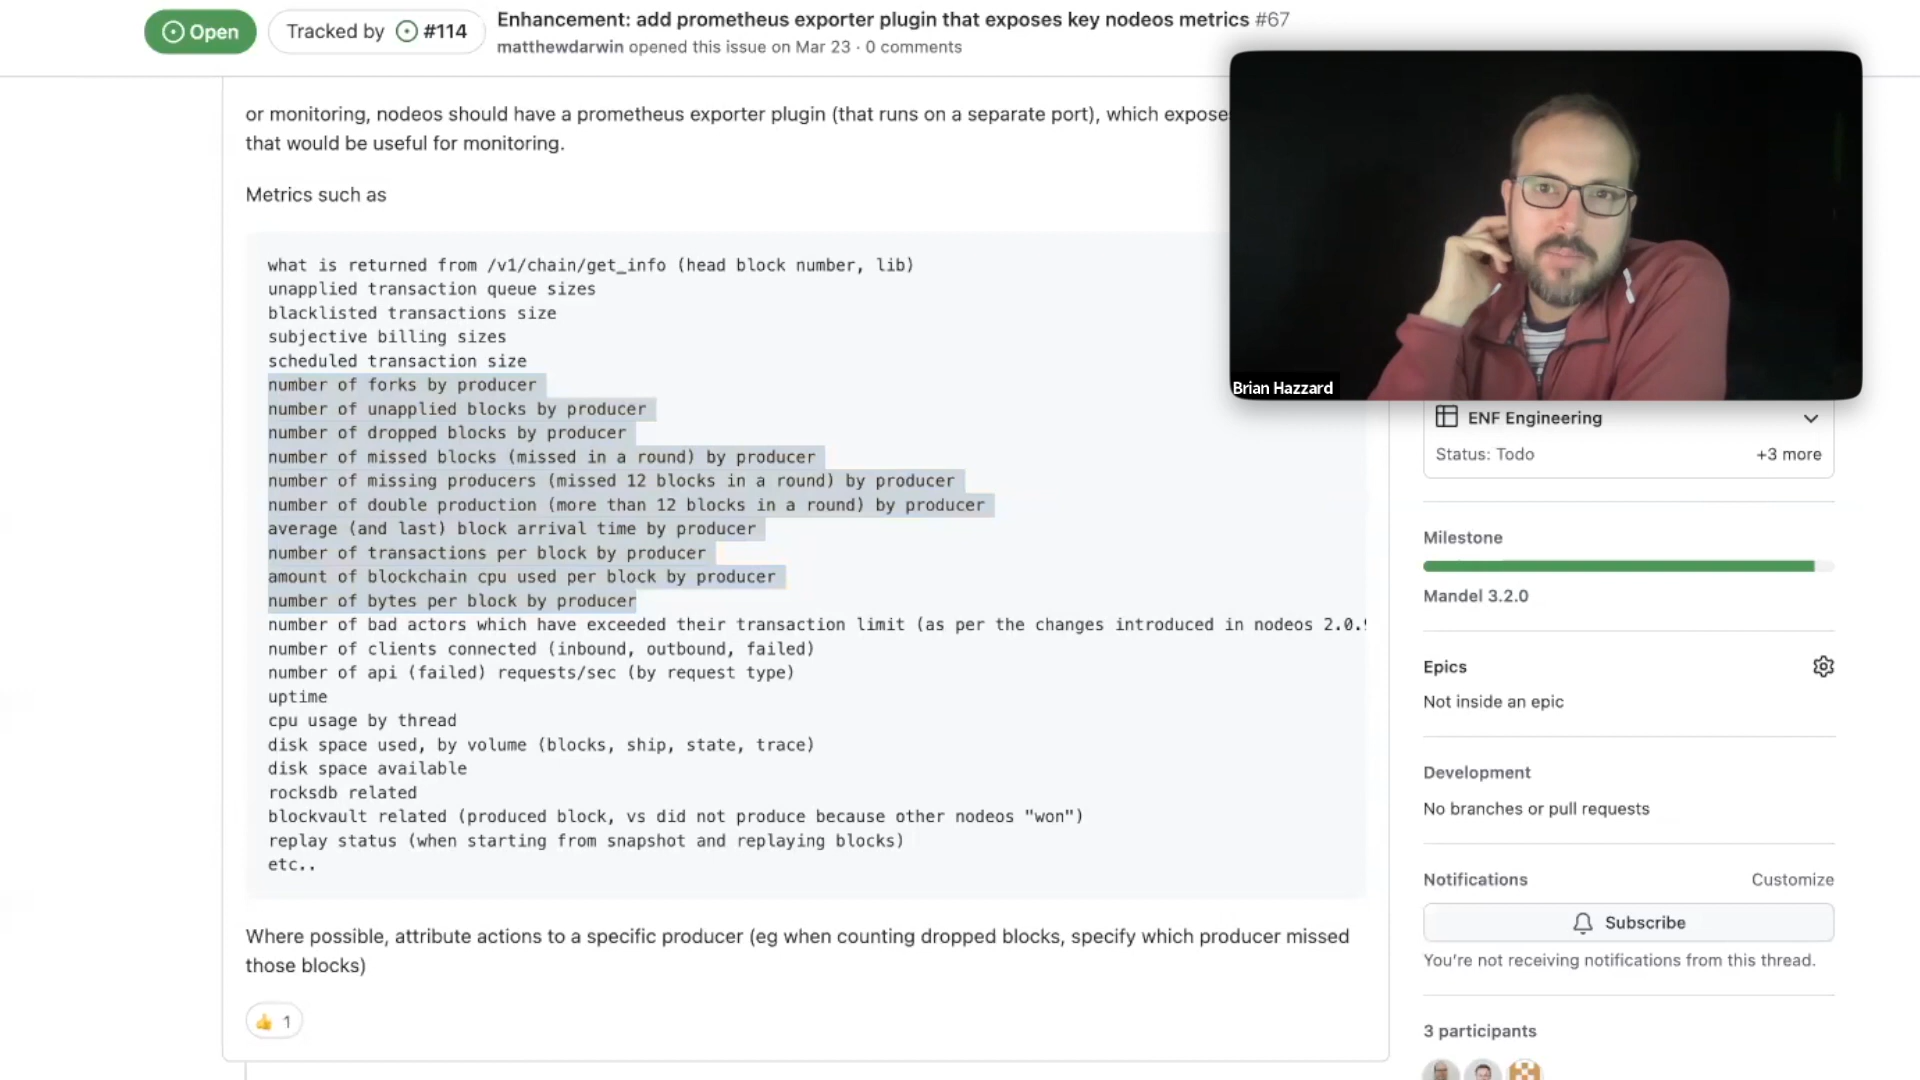 Open
Tracked by #114
Enhancement: add prometheus exporter plugin that exposes key nodeos metrics #67
matthewdarwin opened this issue on Mar 23 · 0 comments
or monitoring, nodeos should have a prometheus exporter plugin (that runs on a separate port), which expose
that would be useful for monitoring.
Metrics such as
what is returned from /v1/chain/get_info (head block number, lib)
unapplied transaction queue sizes
blacklisted transactions size
subjective billing sizes
scheduled transaction size
number of forks by producer
number of unapplied blocks by producer
number of dropped blocks by producer
number of missed blocks (missed in a round) by producer
number of missing producers (missed 12 blocks in a round) by producer
number of double production (more than 12 blocks in a round) by producer
average (and last) block arrival time by producer
number of transactions per block by producer
amount of blockchain cpu used per block by producer
number of bytes per block by producer
number of bad actors which have exceeded their transaction limit (as per the changes introduced in nodeos 2.0.
number of clients connected (inbound, outbound, failed)
number of api (failed) requests/sec (by request type)
uptime
cpu usage by thread
disk space used, by volume (blocks, ship, state, trace)
disk space available
rocksdb related
blockvault related (produced block, vs did not produce because other nodeos "won")
replay status (when starting from snapshot and replaying blocks)
etc..
Where possible, attribute actions to a specific producer (eg when counting dropped blocks, specify which producer missed
those blocks)
👍 1
Brian Hazzard
ENF Engineering
Status: Todo
+3 more
Milestone
Mandel 3.2.0
Epics
Not inside an epic
Development
No branches or pull requests
Notifications
Customize
Subscribe
You're not receiving notifications from this thread.
3 participants